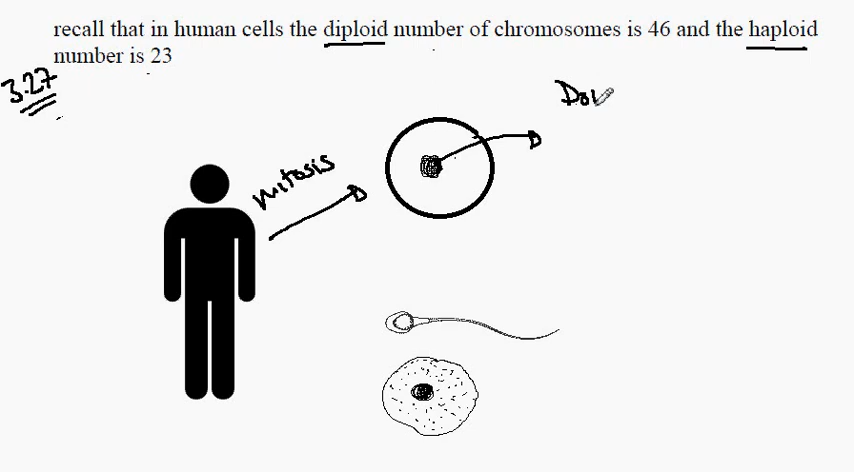 recall that in human cells the diploid number of chromosomes is 46 and the haploid
number is 23
3.27
Dou
mitosis